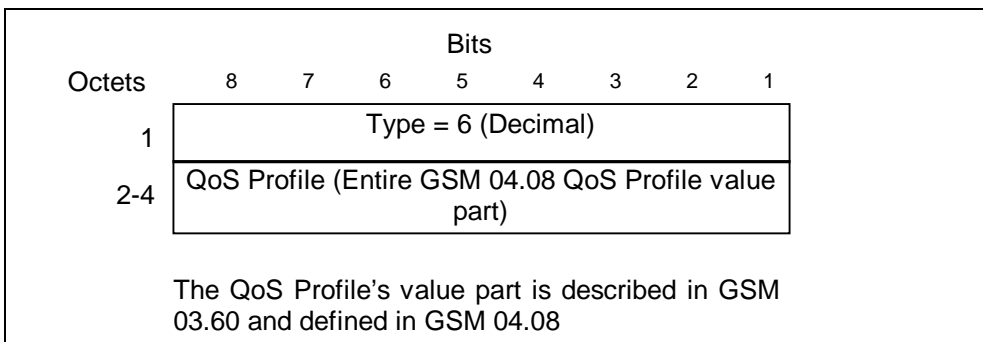 Bits
Octets 8 7 6 5 4 3 2 1
1 Type = 6 (Decimal)
2-4 QoS Profile (Entire GSM 04.08 QoS Profile value
part)
The QoS Profile's value part is described in GSM
03.60 and defined in GSM 04.08